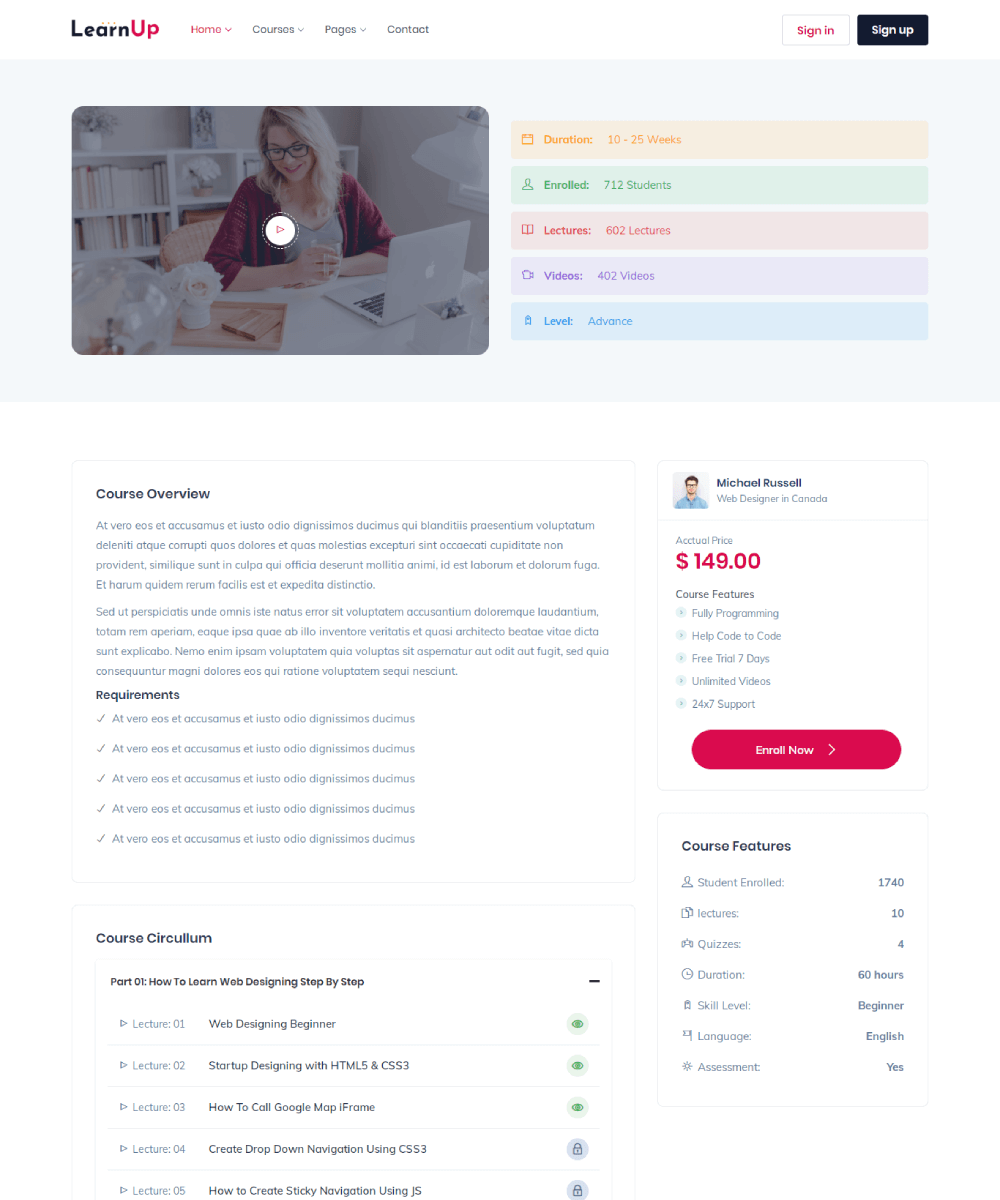 LearnUp
Home
Courses
Pages
Contact
Sign in
Sign up
Duration: 10 - 25 Weeks
Enrolled: 712 Students
Lectures: 602 Lectures
Videos: 402 Videos
Level: Advance
Course Overview
At vero eos et accusamus et iusto odio dignissimos ducimus qui blanditiis praesentium voluptatum
deleniti atque corrupti quos dolores et quas molestias excepturi sint occaecati cupiditate non
provident, similique sunt in culpa qui officia deserunt mollitia animi, id est laborum et dolorum fuga.
Et harum quidem rerum facilis est et expedita distinctio.
Sed ut perspiciatis unde omnis iste natus error sit voluptatem accusantium doloremque laudantium,
totam rem aperiam, eaque ipsa quae ab illo inventore veritatis et quasi architecto beatae vitae dicta
sunt explicabo. Nemo enim ipsam voluptatem quia voluptas sit aspernatur aut odit aut fugit, sed quia
consequuntur magni dolores eos qui ratione voluptatem sequi nesciunt.
Requirements
At vero eos et accusamus et iusto odio dignissimos ducimus
At vero eos et accusamus et iusto odio dignissimos ducimus
At vero eos et accusamus et iusto odio dignissimos ducimus
At vero eos et accusamus et iusto odio dignissimos ducimus
At vero eos et accusamus et iusto odio dignissimos ducimus
Course Circullum
Part 01: How To Learn Web Designing Step By Step
Lecture: 01 Web Designing Beginner
Lecture: 02 Startup Designing with HTML5 & CSS3
Lecture: 03 How To Call Google Map iFrame
Lecture: 04 Create Drop Down Navigation Using CSS3
Lecture: 05 How to Create Sticky Navigation Using JS
Michael Russell
Web Designer in Canada
Acctual Price
$ 149.00
Course Features
Fully Programming
Help Code to Code
Free Trial 7 Days
Unlimited Videos
24x7 Support
Enroll Now
Course Features
Student Enrolled: 1740
lectures: 10
Quizzes: 4
Duration: 60 hours
Skill Level: Beginner
Language: English
Assessment: Yes